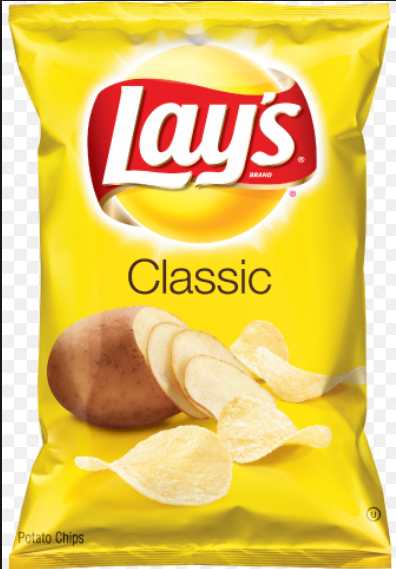 Lay's®
BRAND
®
Classic
U
Potato Chips